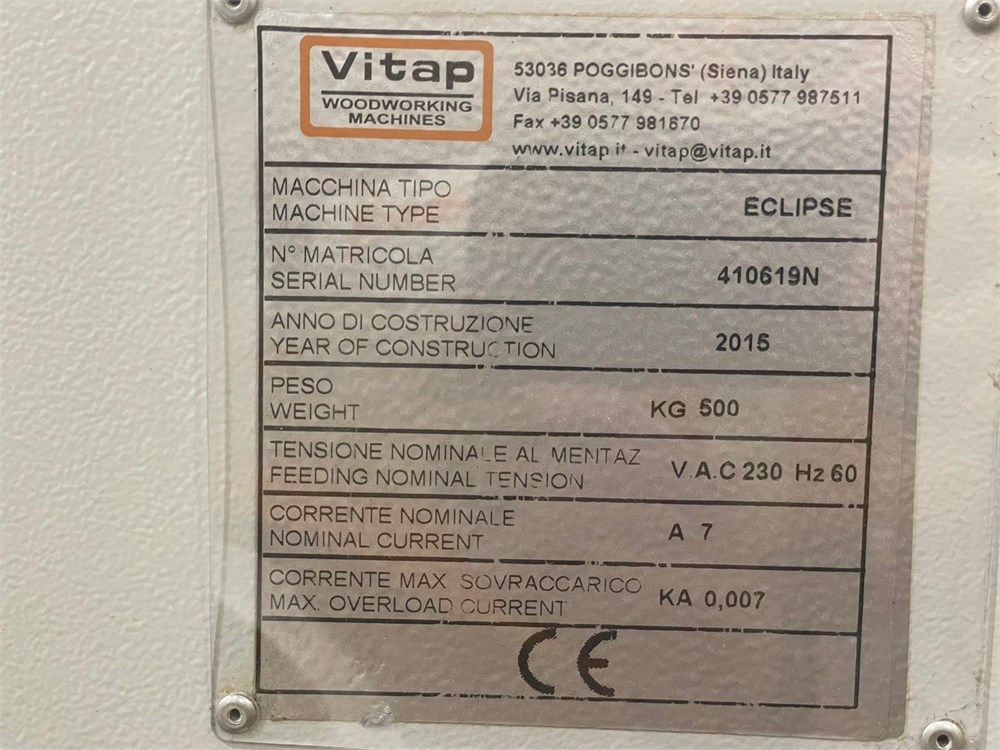 Vitap
WOODWORKING
MACHINES
53036 POGGIBONS' (Siena) Italy
Via Pisana, 149 - Tel +39 0577 987511
Fax +39 0577 981670
www.vitap.it - vitap@vitap.it
MACCHINA TIPO
MACHINE TYPE
ECLIPSE
N° MATRICOLA
SERIAL NUMBER
410619N
ANNO DI COSTRUZIONE
YEAR OF CONSTRUCTION
2015
PESO
WEIGHT
KG 500
TENSIONE NOMINALE AL MENTAZ
FEEDING NOMINAL TENSION
V.A.C 230 Hz 60
CORRENTE NOMINALE
NOMINAL CURRENT
A 7
CORRENTE MAX. SOVRACCARICO
MAX. OVERLOAD CURRENT
KA 0,007
CE